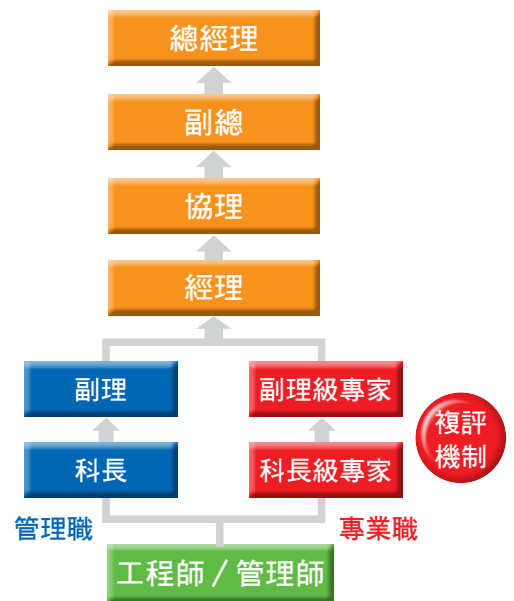 總經理
副總
協理
經理
副理
副理級專家
複評
機制
科長
科長級專家
管理職
專業職
工程師/管理師